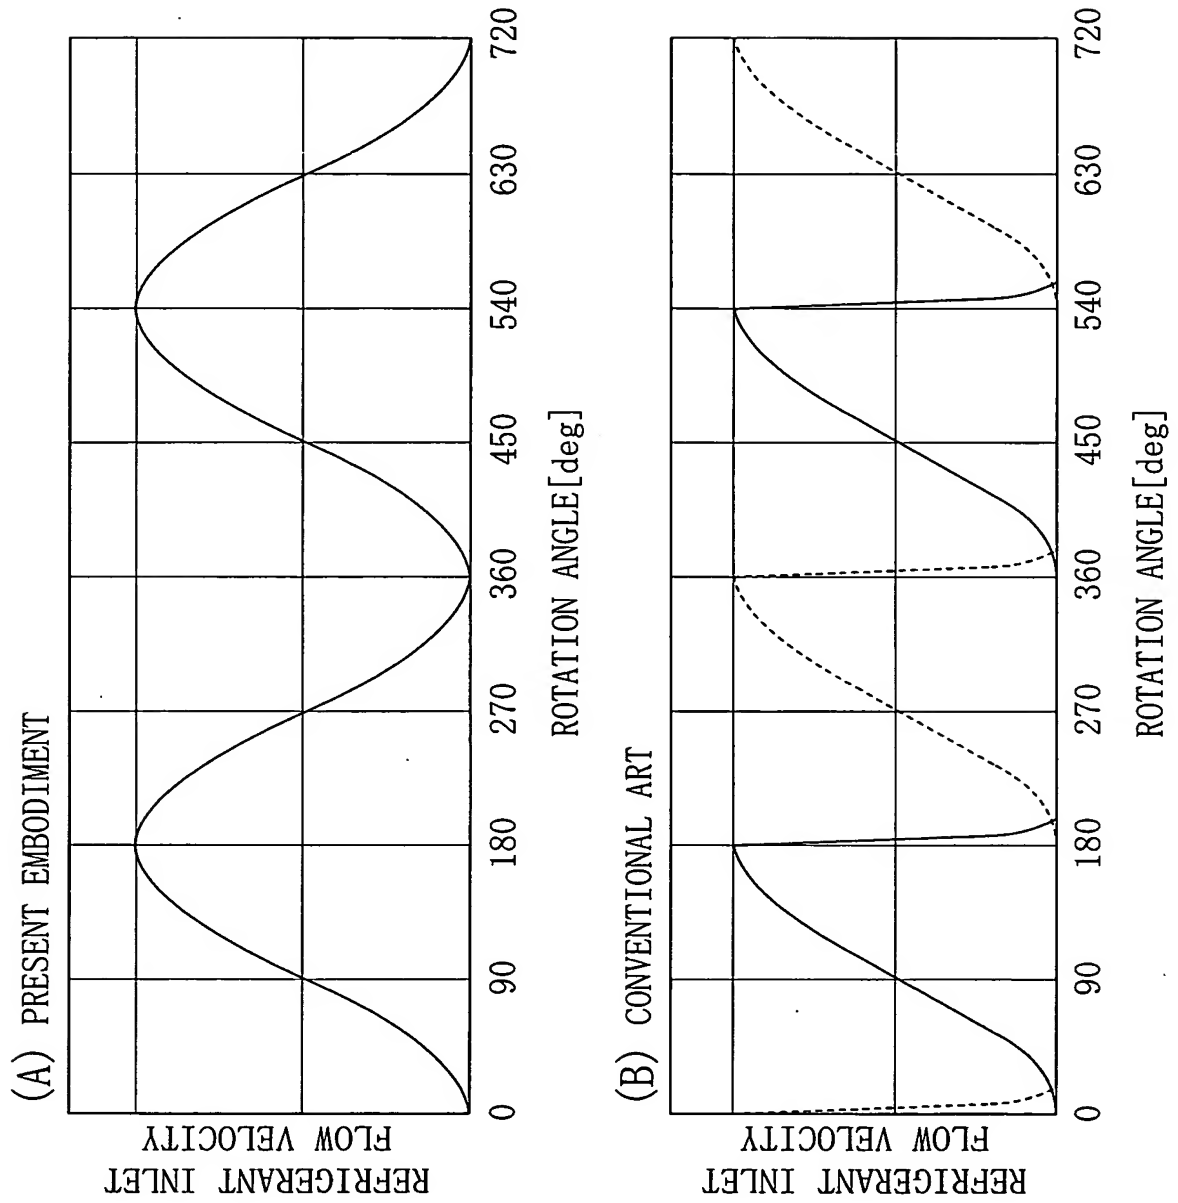 (A) PRESENT EMBODIMENT
REFRIGERANT INLET
FLOW VELOCITY
0 90 180 270 360 450 540 630 720
ROTATION ANGLE[deg]
(B) CONVENTIONAL ART
REFRIGERANT INLET
FLOW VELOCITY
0 90 180 270 360 450 540 630 720
ROTATION ANGLE[deg]